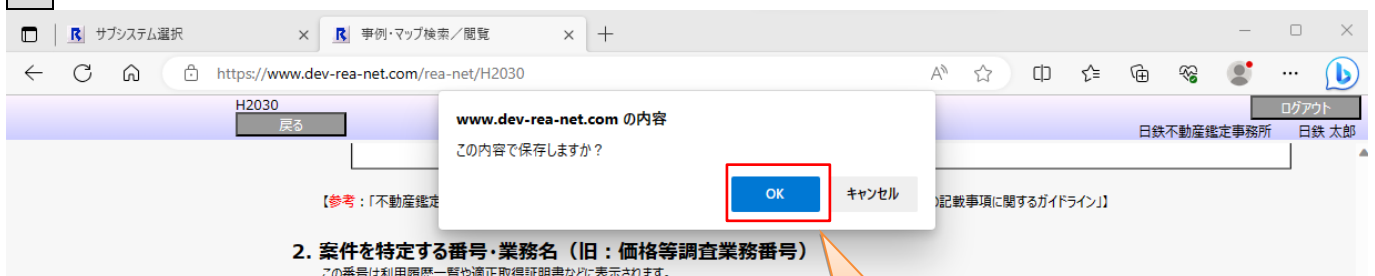 サブシステム選択
事例・マップ検索／閲覧
https://www.dev-rea-net.com/rea-net/H2030
H2030
戻る
ログアウト
日鉄不動産鑑定事務所 日鉄 太郎
www.dev-rea-net.com の内容
この内容で保存しますか？
OK キャンセル
【参考：「不動産鑑定 記載事項に関するガイドライン」】
2. 案件を特定する番号・業務名（旧：価格等調査業務番号）
この番号は利用履歴一覧や適正取得証明書などに表示されます。